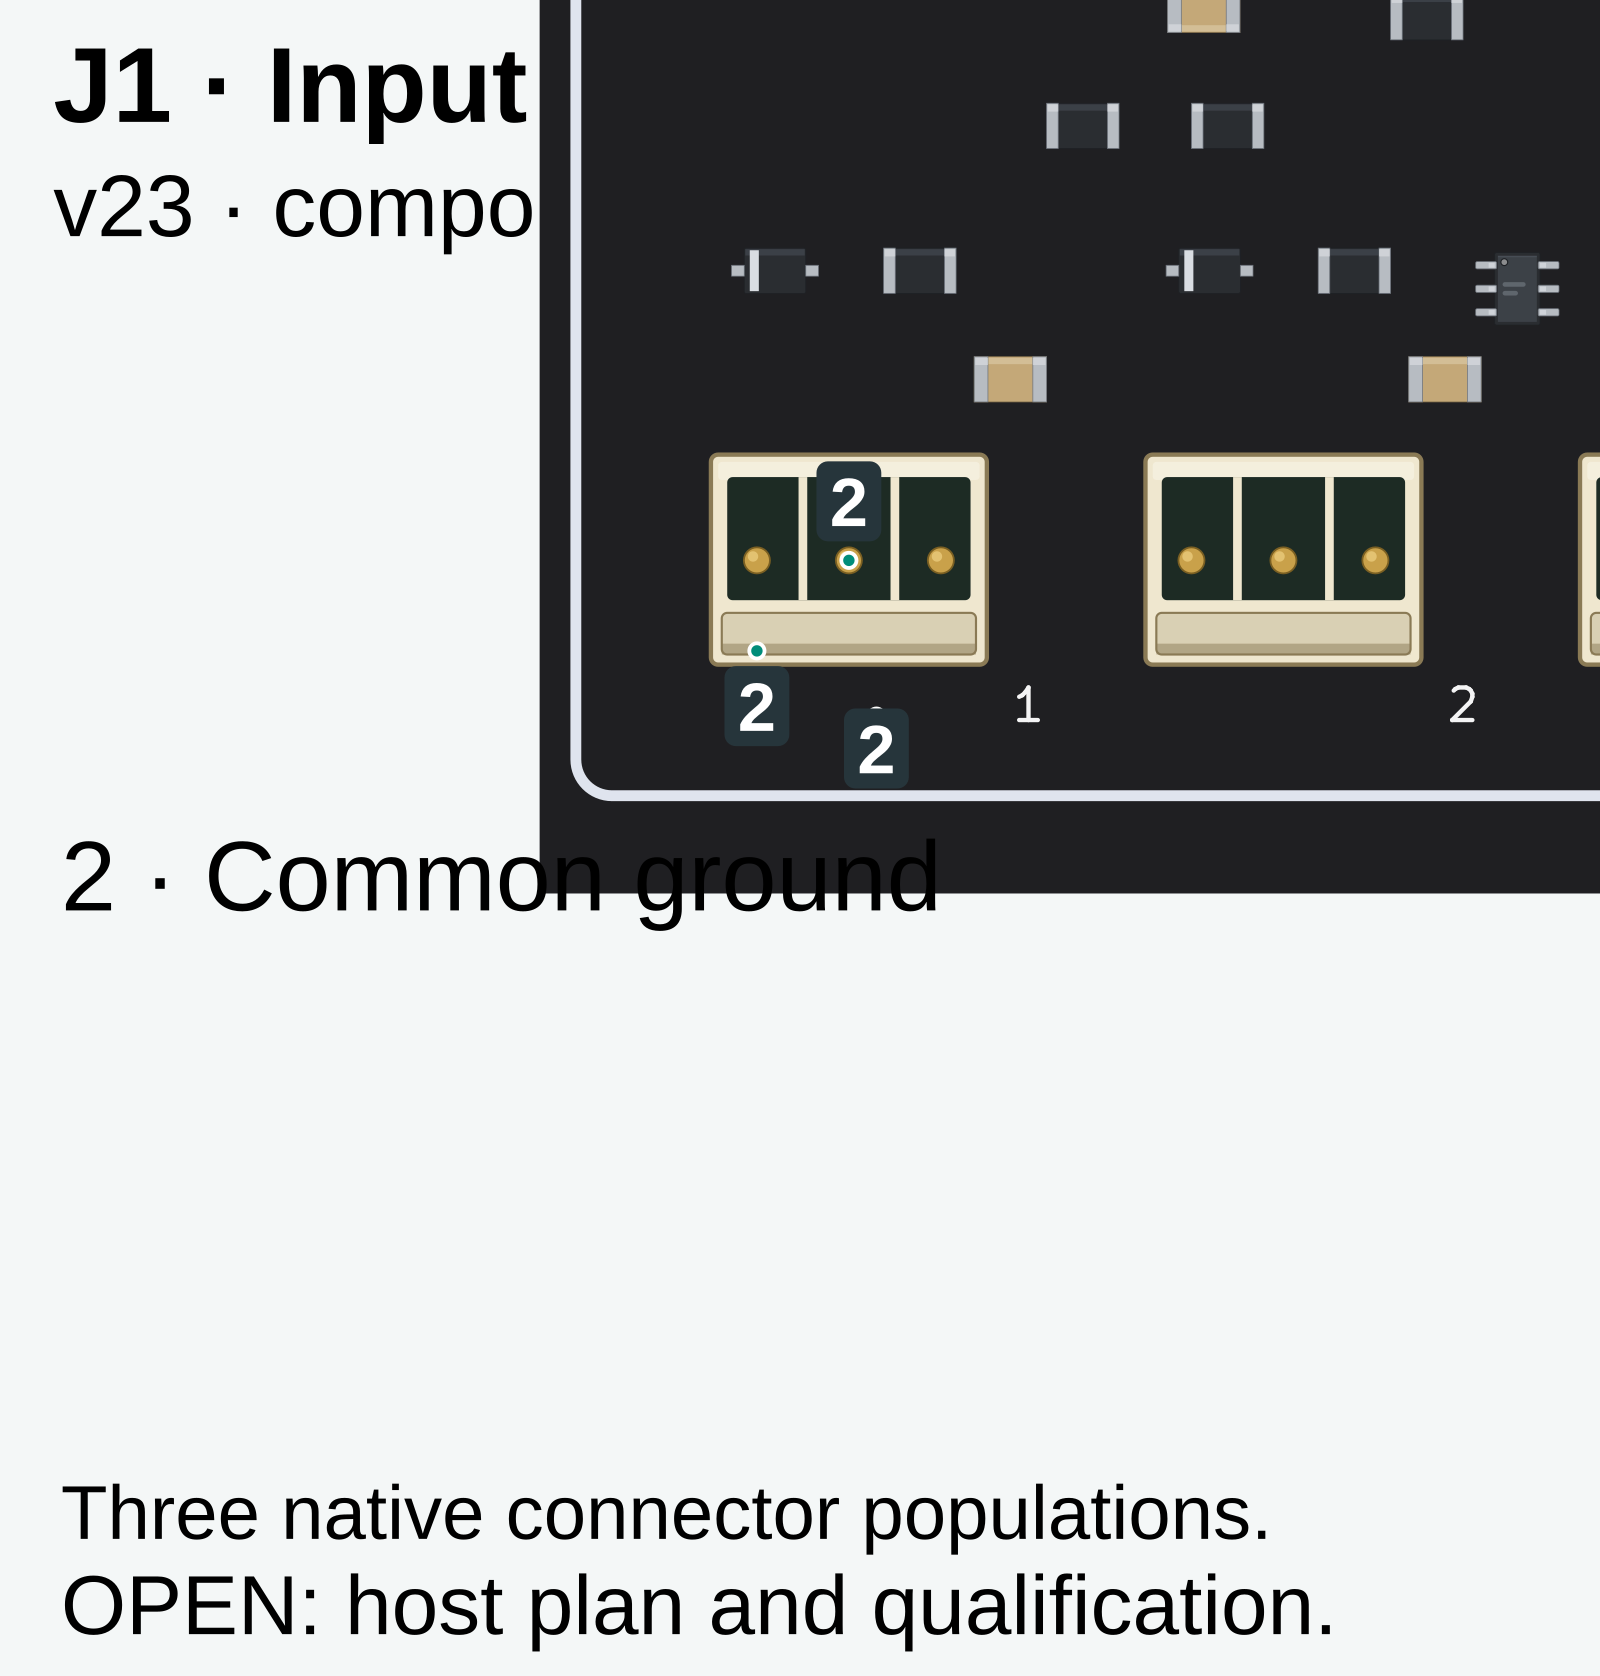 J1 · Input
v23 · compo
2
2
2
1
2
2 · Common ground
Three native connector populations.
OPEN: host plan and qualification.